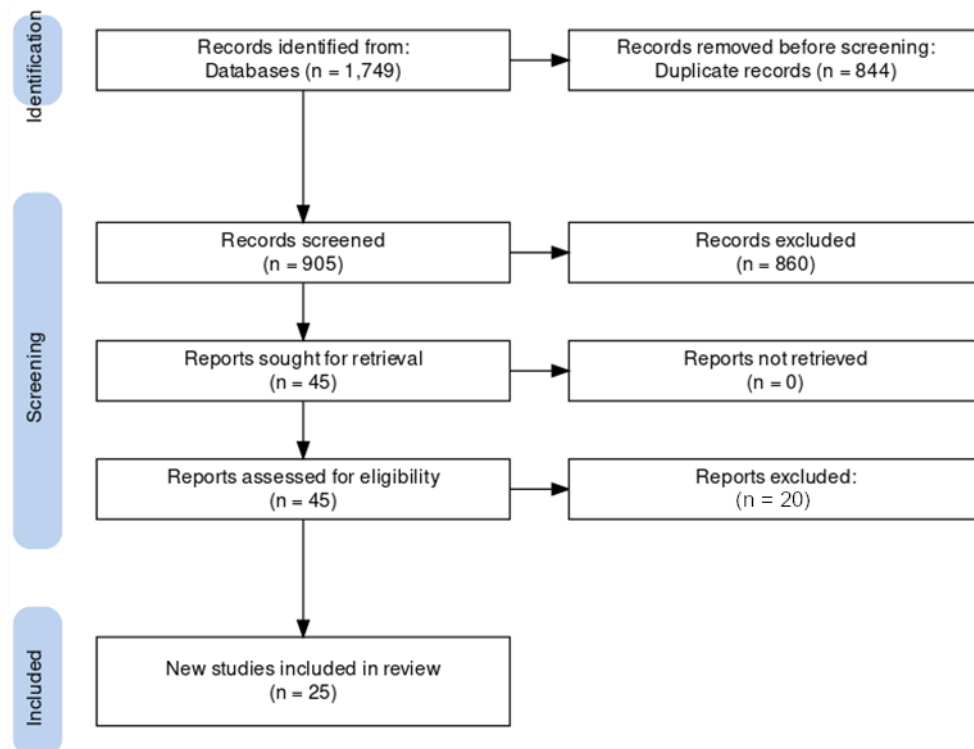 Identification
Records identified from:
Databases (n = 1,749)
Records removed before screening:
Duplicate records (n = 844)
Screening
Records screened
(n = 905)
Records excluded
(n = 860)
Reports sought for retrieval
(n = 45)
Reports not retrieved
(n = 0)
Reports assessed for eligibility
(n = 45)
Reports excluded:
(n = 20)
Included
New studies included in review
(n = 25)